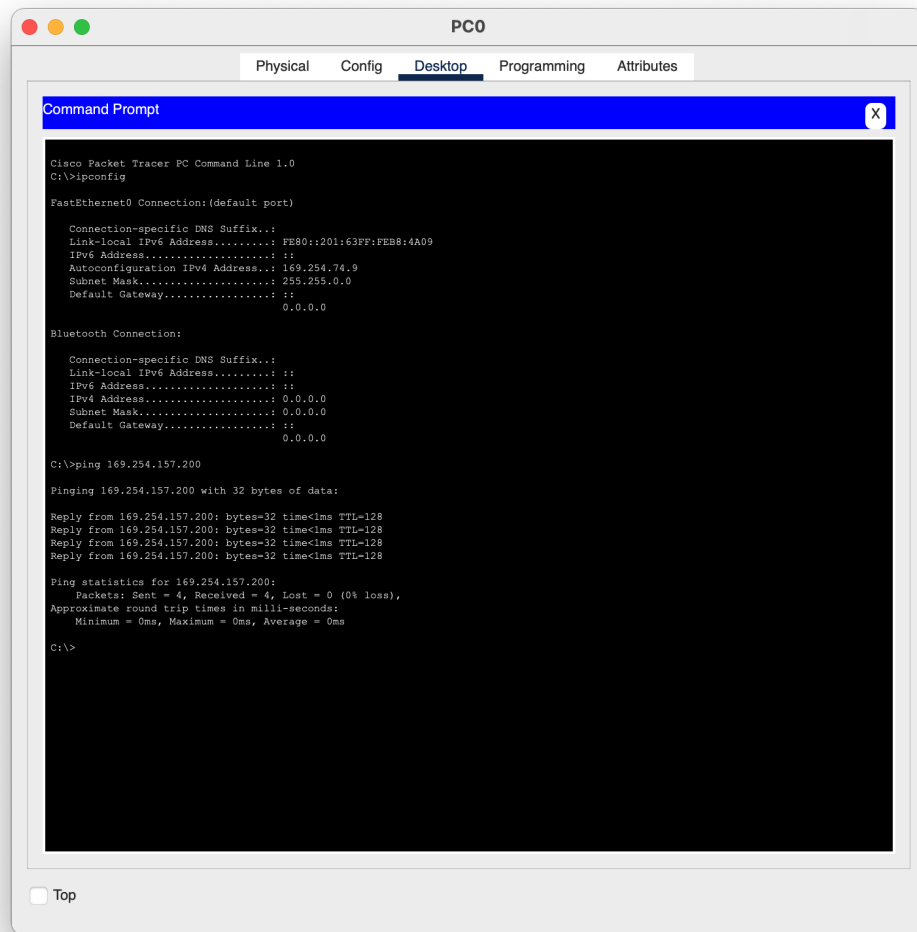 PC0
Physical Config Desktop Programming Attributes
Command Prompt
X
Cisco Packet Tracer PC Command Line 1.0
C:\>ipconfig
FastEthernet0 Connection:(default port)
Connection-specific DNS Suffix..:
Link-local IPv6 Address.........: FE80::201:63FF:FEB8:4A09
IPv6 Address....................: ::
Autoconfiguration IPv4 Address..: 169.254.74.9
Subnet Mask.....................: 255.255.0.0
Default Gateway.................: ::
0.0.0.0
Bluetooth Connection:
Connection-specific DNS Suffix..:
Link-local IPv6 Address.........: ::
IPv6 Address....................: ::
IPv4 Address....................: 0.0.0.0
Subnet Mask.....................: 0.0.0.0
Default Gateway.................: ::
0.0.0.0
C:\>ping 169.254.157.200
Pinging 169.254.157.200 with 32 bytes of data:
Reply from 169.254.157.200: bytes=32 time<1ms TTL=128
Reply from 169.254.157.200: bytes=32 time<1ms TTL=128
Reply from 169.254.157.200: bytes=32 time<1ms TTL=128
Reply from 169.254.157.200: bytes=32 time<1ms TTL=128
Ping statistics for 169.254.157.200:
Packets: Sent = 4, Received = 4, Lost = 0 (0% loss),
Approximate round trip times in milli-seconds:
Minimum = 0ms, Maximum = 0ms, Average = 0ms
C:\>
Top